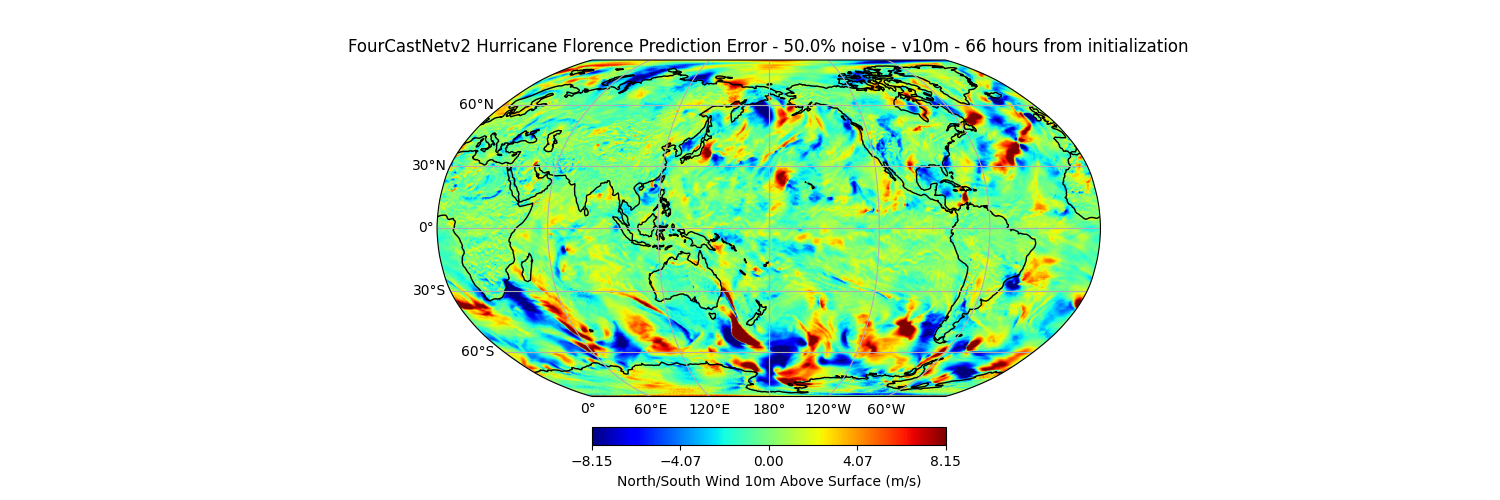 FourCastNetv2 Hurricane Florence Prediction Error - 50.0% noise - v10m - 66 hours from initialization
60°N
30°N
0°
30°S
60°S
0° 60°E 120°E 180° 120°W 60°W
−8.15 −4.07 0.00 4.07 8.15
North/South Wind 10m Above Surface (m/s)